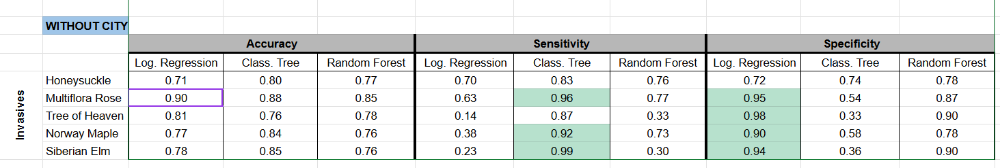 WITHOUT CITY
Accuracy Sensitivity Specificity
Log. Regression Class. Tree Random Forest Log. Regression Class. Tree Random Forest Log. Regression Class. Tree Random Forest
Invasives
Honeysuckle 0.71 0.80 0.77 0.70 0.83 0.76 0.72 0.74 0.78
Multiflora Rose 0.90 0.88 0.85 0.63 0.96 0.77 0.95 0.54 0.87
Tree of Heaven 0.81 0.76 0.78 0.14 0.87 0.33 0.98 0.33 0.90
Norway Maple 0.77 0.84 0.76 0.38 0.92 0.73 0.90 0.58 0.78
Siberian Elm 0.78 0.85 0.76 0.23 0.99 0.30 0.94 0.36 0.90